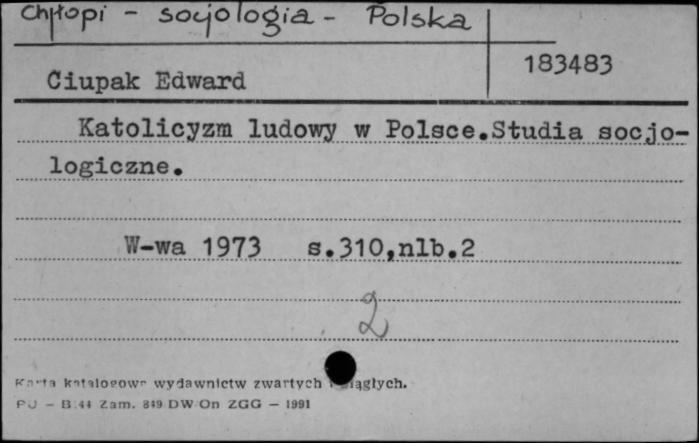 Chłopi - socjologia - Polska
183483
Ciupak Edward
Katolicyzm ludowy w Polsce.Studia socjo-
logiczne.
W-wa 1973 s.310,nlb.2
2
Karta katalogowa wydawnictw zwartych i ciągłych.
PU - B 44 Zam. 849 DW On ZGG - 1991